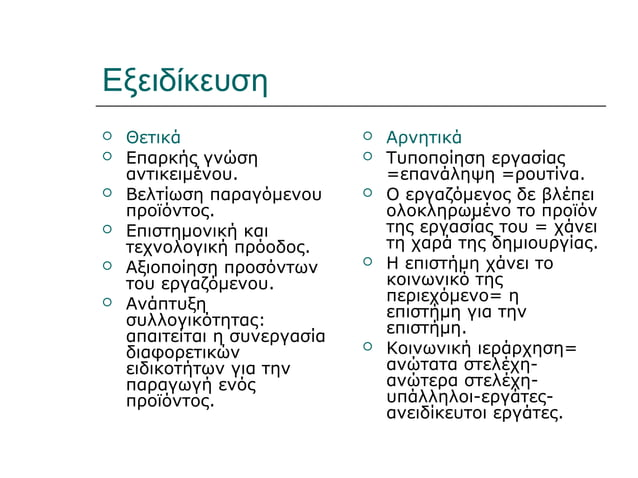 Εξειδίκευση
Θετικά
Επαρκής γνώση
αντικειμένου.
Βελτίωση παραγόμενου
προϊόντος.
Επιστημονική και
τεχνολογική πρόοδος.
Αξιοποίηση προσόντων
του εργαζόμενου.
Ανάπτυξη
συλλογικότητας:
απαιτείται η συνεργασία
διαφορετικών
ειδικοτήτων για την
παραγωγή ενός
προϊόντος.
Αρνητικά
Τυποποίηση εργασίας
=επανάληψη =ρουτίνα.
Ο εργαζόμενος δε βλέπει
ολοκληρωμένο το προϊόν
της εργασίας του = χάνει
τη χαρά της δημιουργίας.
Η επιστήμη χάνει το
κοινωνικό της
περιεχόμενο= η
επιστήμη για την
επιστήμη.
Κοινωνική ιεράρχηση=
ανώτατα στελέχη-
ανώτερα στελέχη-
υπάλληλοι-εργάτες-
ανειδίκευτοι εργάτες.